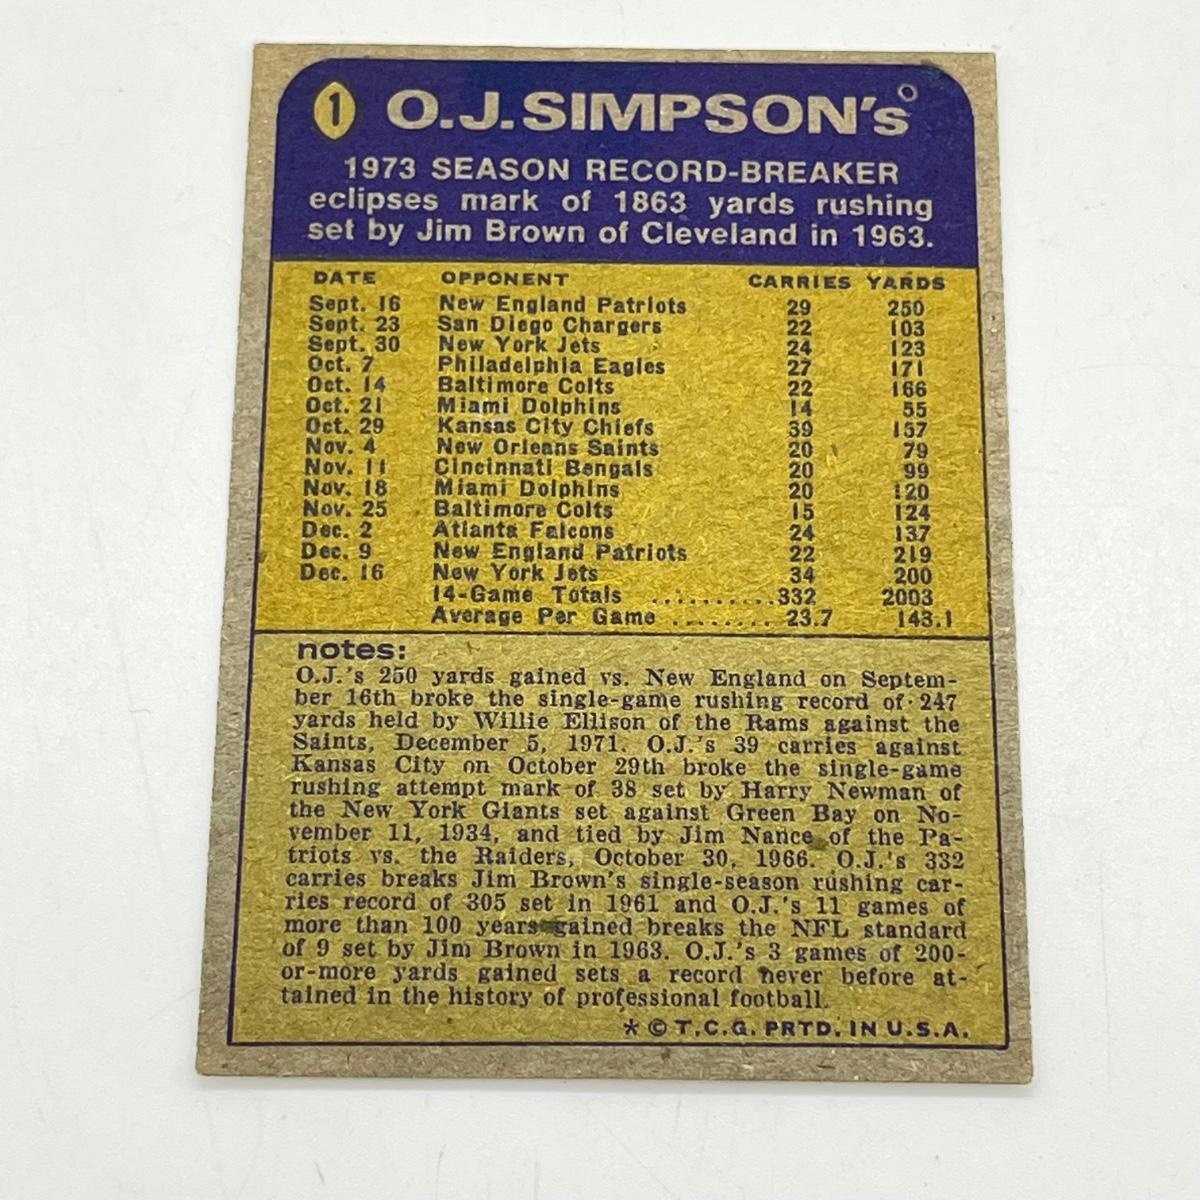 1 O.J. SIMPSON's
1973 SEASON RECORD-BREAKER
eclipses mark of 1863 yards rushing
set by Jim Brown of Cleveland in 1963.
DATE OPPONENT CARRIES YARDS
Sept. 16 New England Patriots 29 250
Sept. 23 San Diego Chargers 22 103
Sept. 30 New York Jets 24 123
Oct. 7 Philadelphia Eagles 27 171
Oct. 14 Baltimore Colts 22 166
Oct. 21 Miami Dolphins 14 55
Oct. 29 Kansas City Chiefs 39 157
Nov. 4 New Orleans Saints 20 79
Nov. 11 Cincinnati Bengals 20 99
Nov. 18 Miami Dolphins 20 120
Nov. 25 Baltimore Colts 15 124
Dec. 2 Atlanta Falcons 24 137
Dec. 9 New England Patriots 22 219
Dec. 16 New York Jets 34 200
14-Game Totals ..........332 2003
Average Per Game ........ 23.7 143.1
notes:
O.J.'s 250 yards gained vs. New England on Septem-
ber 16th broke the single-game rushing record of 247
yards held by Willie Ellison of the Rams against the
Saints, December 5, 1971. O.J.'s 39 carries against
Kansas City on October 29th broke the single-game
rushing attempt mark of 38 set by Harry Newman of
the New York Giants set against Green Bay on No-
vember 11, 1934, and tied by Jim Nance of the Pa-
triots vs. the Raiders, October 30, 1966. O.J.'s 332
carries breaks Jim Brown's single-season rushing car-
ries record of 305 set in 1961 and O.J.'s 11 games of
more than 100 years gained breaks the NFL standard
of 9 set by Jim Brown in 1963. O.J.'s 3 games of 200-
or-more yards gained sets a record never before at-
tained in the history of professional football.
* © T.C.G. PRTD. IN U.S.A.